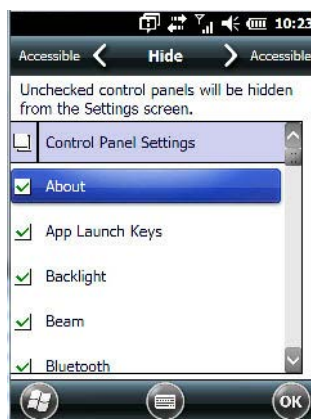 10:23
Accessible Hide Accessible
Unchecked control panels will be hidden
from the Settings screen.
Control Panel Settings
About
App Launch Keys
Backlight
Beam
Bluetooth
OK